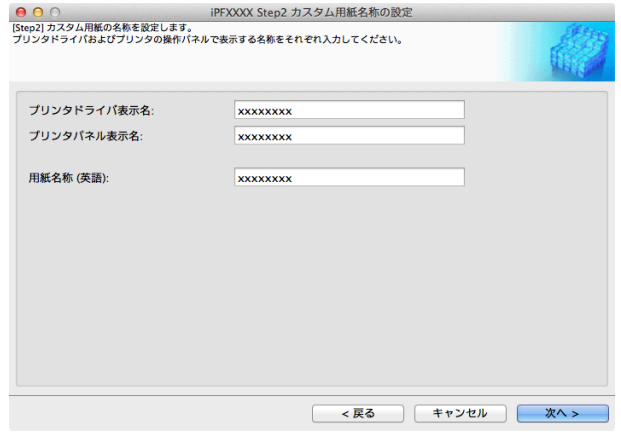 iPFXXXX Step2 カスタム用紙名称の設定
[Step2] カスタム用紙の名称を設定します。
プリンタドライバおよびプリンタの操作パネルで表示する名称をそれぞれ入力してください。
プリンタドライバ表示名: xxxxxxxx
プリンタパネル表示名: xxxxxxxx
用紙名称 (英語): xxxxxxxx
< 戻る キャンセル 次へ >